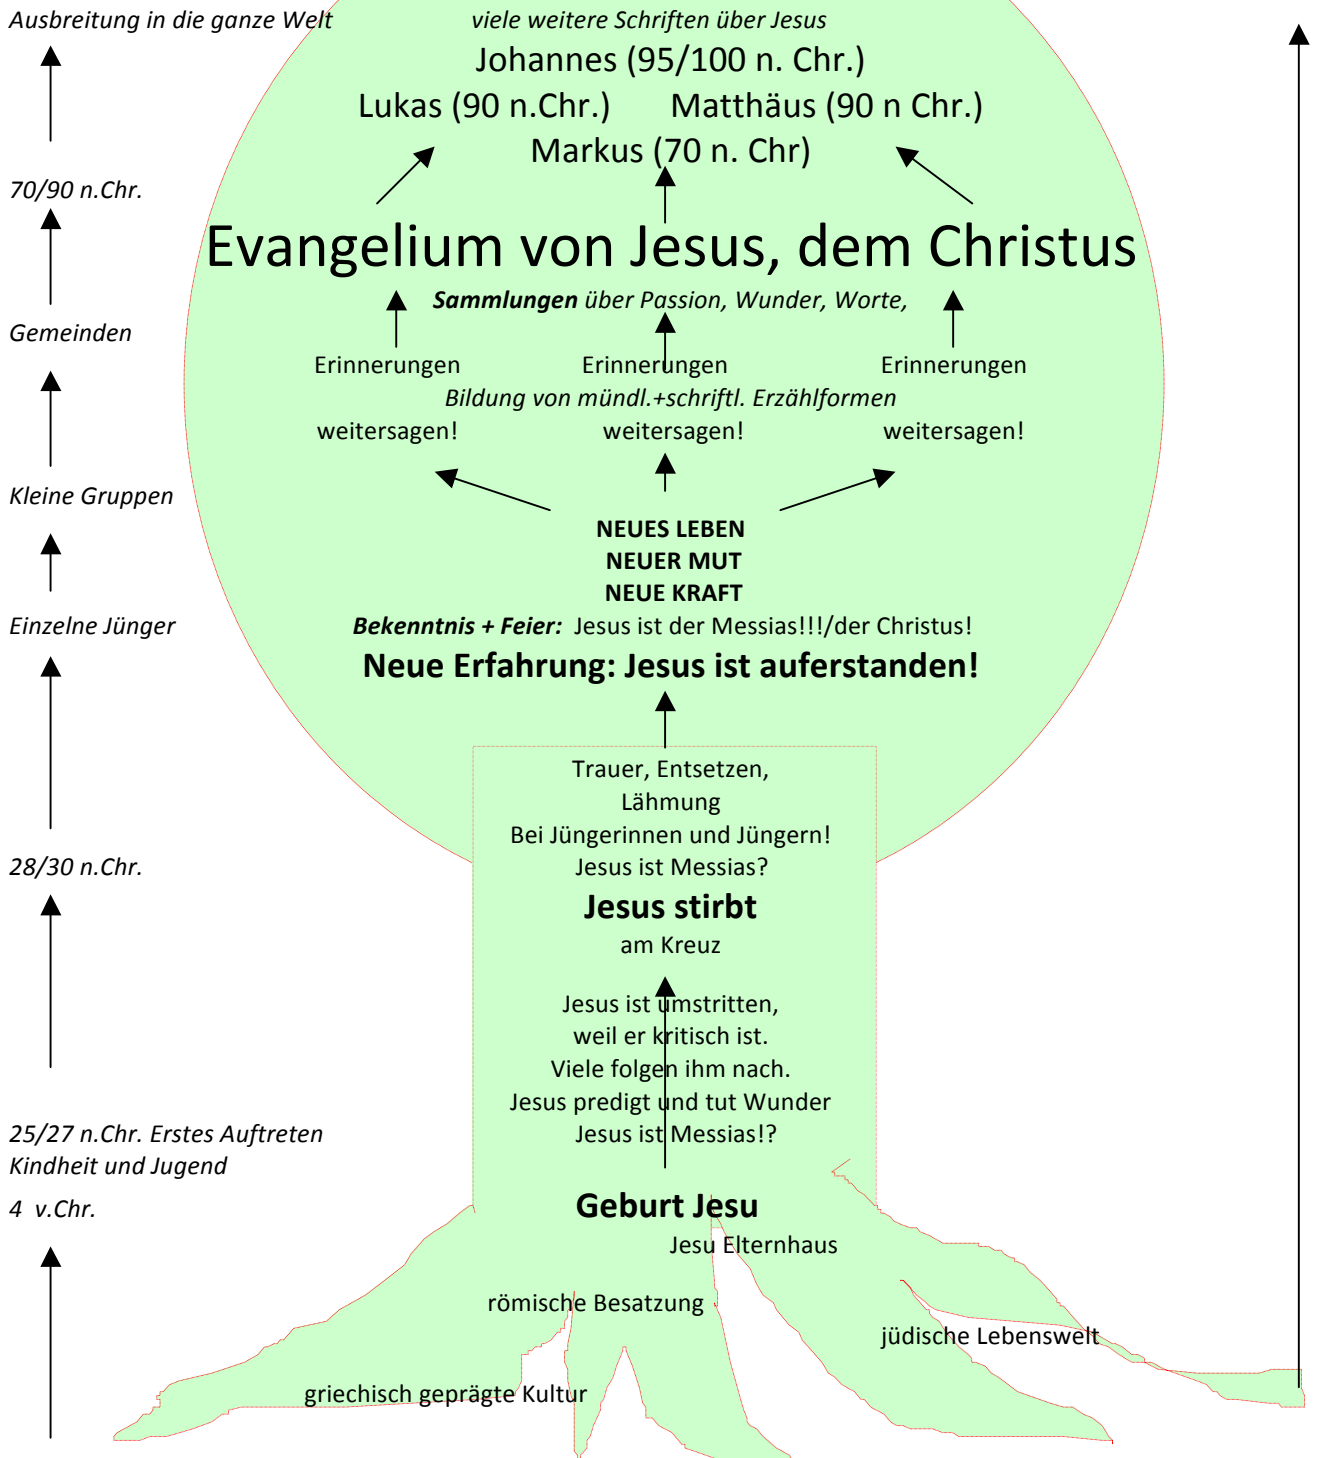 Ausbreitung in die ganze Welt viele weitere Schriften über Jesus
Johannes (95/100 n. Chr.)
Lukas (90 n.Chr.) Matthäus (90 n Chr.)
Markus (70 n. Chr)
70/90 n.Chr.
Evangelium von Jesus, dem Christus
Sammlungen über Passion, Wunder, Worte,
Gemeinden
Erinnerungen Erinnerungen Erinnerungen
Bildung von mündl.+schriftl. Erzählformen
weitersagen! weitersagen! weitersagen!
Kleine Gruppen
NEUES LEBEN
NEUER MUT
NEUE KRAFT
Einzelne Jünger Bekenntnis + Feier: Jesus ist der Messias!!!/der Christus!
Neue Erfahrung: Jesus ist auferstanden!
Trauer, Entsetzen,
Lähmung
Bei Jüngerinnen und Jüngern!
28/30 n.Chr. Jesus ist Messias?
Jesus stirbt
am Kreuz
Jesus ist umstritten,
weil er kritisch ist.
Viele folgen ihm nach.
Jesus predigt und tut Wunder
25/27 n.Chr. Erstes Auftreten Jesus ist Messias!?
Kindheit und Jugend
4 v.Chr. Geburt Jesu
Jesu Elternhaus
römische Besatzung
jüdische Lebenswelt
griechisch geprägte Kultur